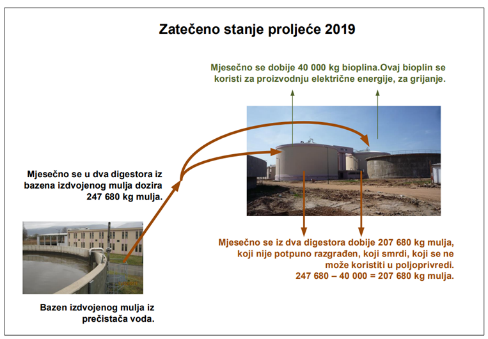 Zatečeno stanje proljeće 2019
Mjesečno se dobije 40 000 kg bioplina.Ovaj bioplin se
koristi za proizvodnju električne energije, za grijanje.
Mjesečno se u dva digestora iz
bazena izdvojenog mulja dozira
247 680 kg mulja.
Mjesečno se iz dva digestora dobije 207 680 kg mulja,
koji nije potpuno razgrađen, koji smrdi, koji se ne
može koristiti u poljoprivredi.
247 680 – 40 000 = 207 680 kg mulja.
Bazen izdvojenog mulja iz
prečistača voda.